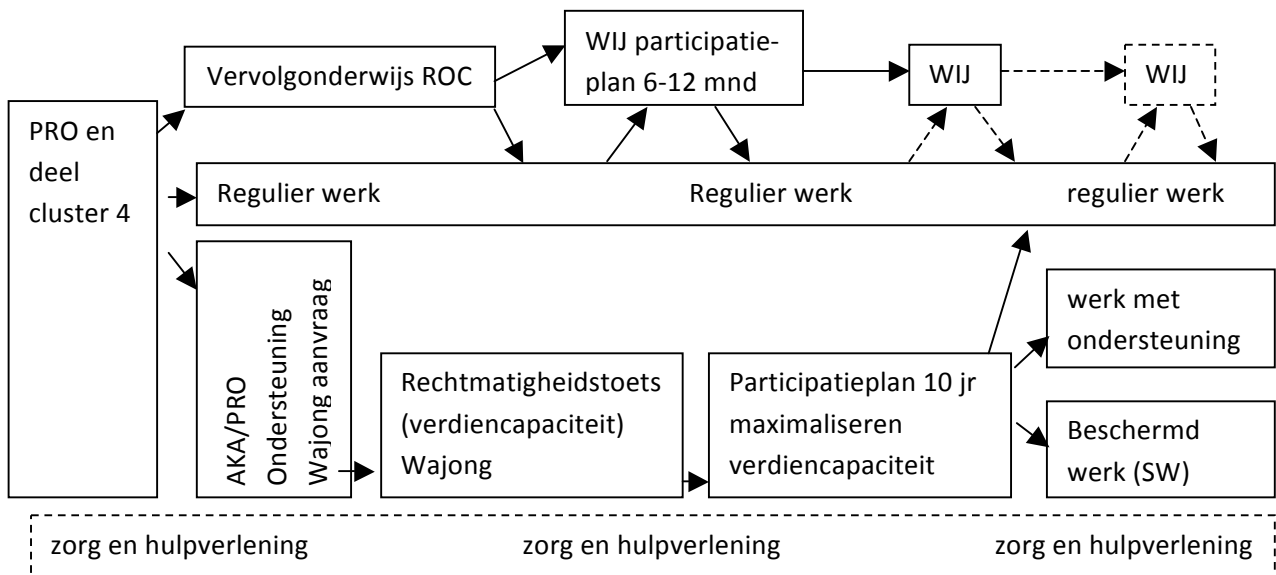 PRO en
deel
cluster 4
Vervolgonderwijs ROC
WIJ participatie-
plan 6-12 mnd
WIJ
WIJ
Regulier werk
Regulier werk
regulier werk
AKA/PRO
Ondersteuning
Wajong aanvraag
Rechtmatigheidstoets
(verdiencapaciteit)
Wajong
Participatieplan 10 jr
maximaliseren
verdiencapaciteit
werk met
ondersteuning
Beschermd
werk (SW)
zorg en hulpverlening
zorg en hulpverlening
zorg en hulpverlening